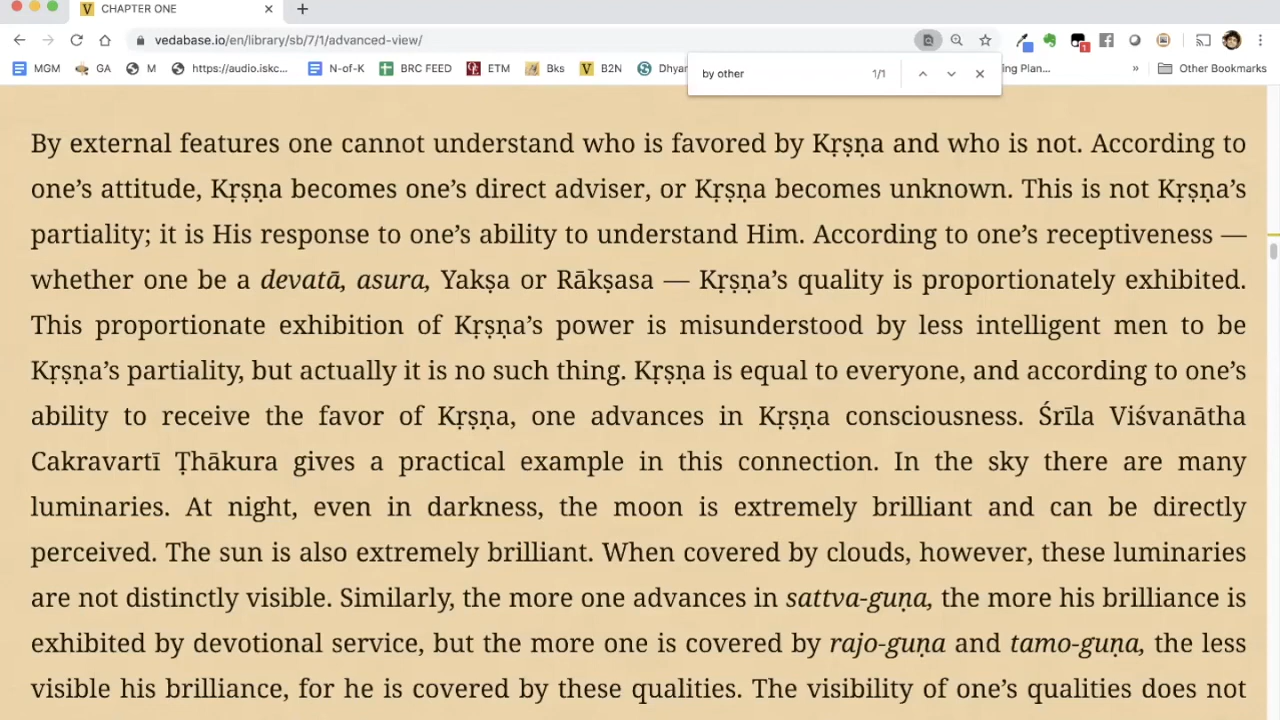 CHAPTER ONE
vedabase.io/en/library/sb/7/1/advanced-view/
MGM GA M https://audio.iskc... N-of-K BRC FEED ETM Bks B2N Dhyan ng Plan... » Other Bookmarks
by other 1/1
By external features one cannot understand who is favored by Kṛṣṇa and who is not. According to
one’s attitude, Kṛṣṇa becomes one’s direct adviser, or Kṛṣṇa becomes unknown. This is not Kṛṣṇa’s
partiality; it is His response to one’s ability to understand Him. According to one’s receptiveness —
whether one be a devatā, asura, Yakṣa or Rākṣasa — Kṛṣṇa’s quality is proportionately exhibited.
This proportionate exhibition of Kṛṣṇa’s power is misunderstood by less intelligent men to be
Kṛṣṇa’s partiality, but actually it is no such thing. Kṛṣṇa is equal to everyone, and according to one’s
ability to receive the favor of Kṛṣṇa, one advances in Kṛṣṇa consciousness. Śrīla Viśvanātha
Cakravartī Ṭhākura gives a practical example in this connection. In the sky there are many
luminaries. At night, even in darkness, the moon is extremely brilliant and can be directly
perceived. The sun is also extremely brilliant. When covered by clouds, however, these luminaries
are not distinctly visible. Similarly, the more one advances in sattva-guṇa, the more his brilliance is
exhibited by devotional service, but the more one is covered by rajo-guṇa and tamo-guṇa, the less
visible his brilliance, for he is covered by these qualities. The visibility of one’s qualities does not